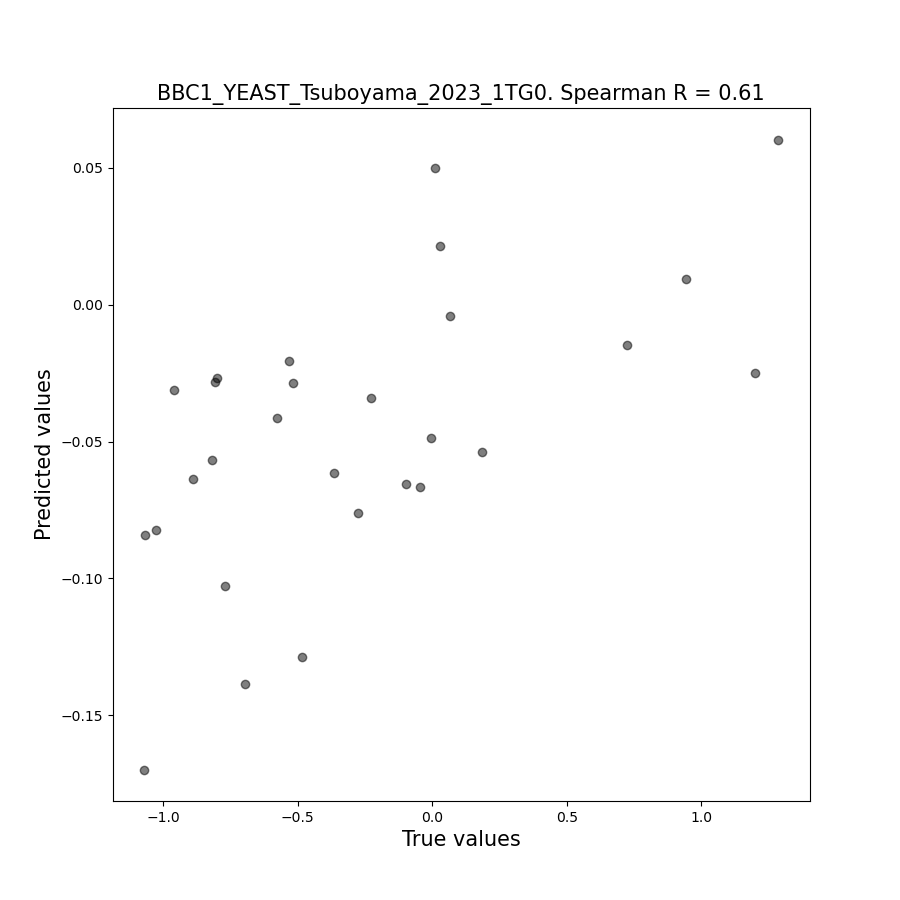 BBC1_YEAST_Tsuboyama_2023_1TG0. Spearman R = 0.61
0.05
0.00
−0.05
−0.10
−0.15
Predicted values
−1.0 −0.5 0.0 0.5 1.0
True values